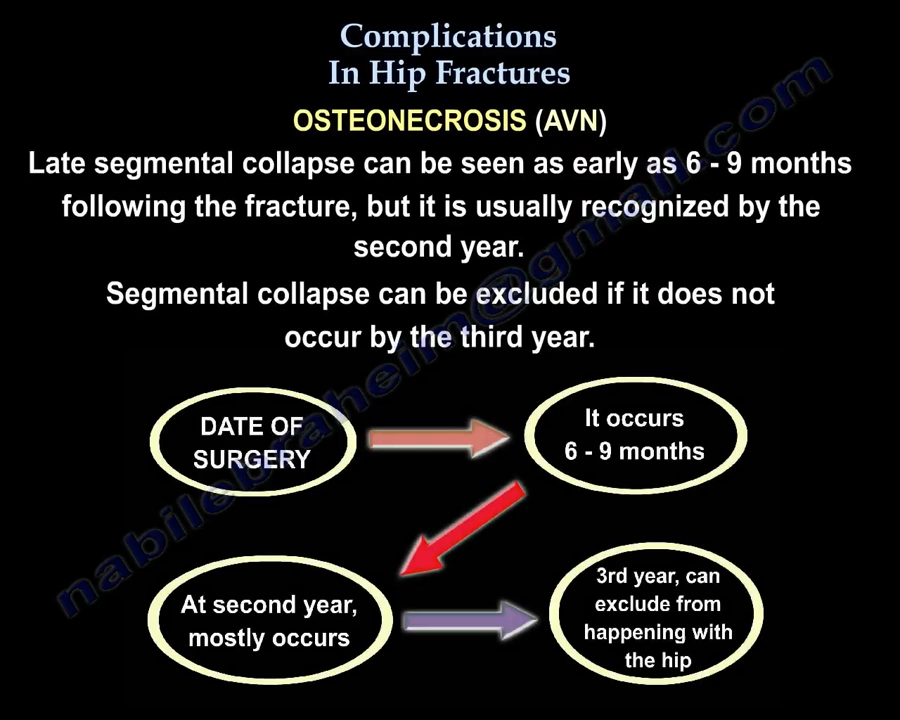 Complications
In Hip Fractures
OSTEONECROSIS (AVN)
Late segmental collapse can be seen as early as 6 - 9 months
following the fracture, but it is usually recognized by the
second year.
Segmental collapse can be excluded if it does not
occur by the third year.
DATE OF
SURGERY
It occurs
6 - 9 months
At second year,
mostly occurs
3rd year, can
exclude from
happening with
the hip
nabilebraheim@gmail.com